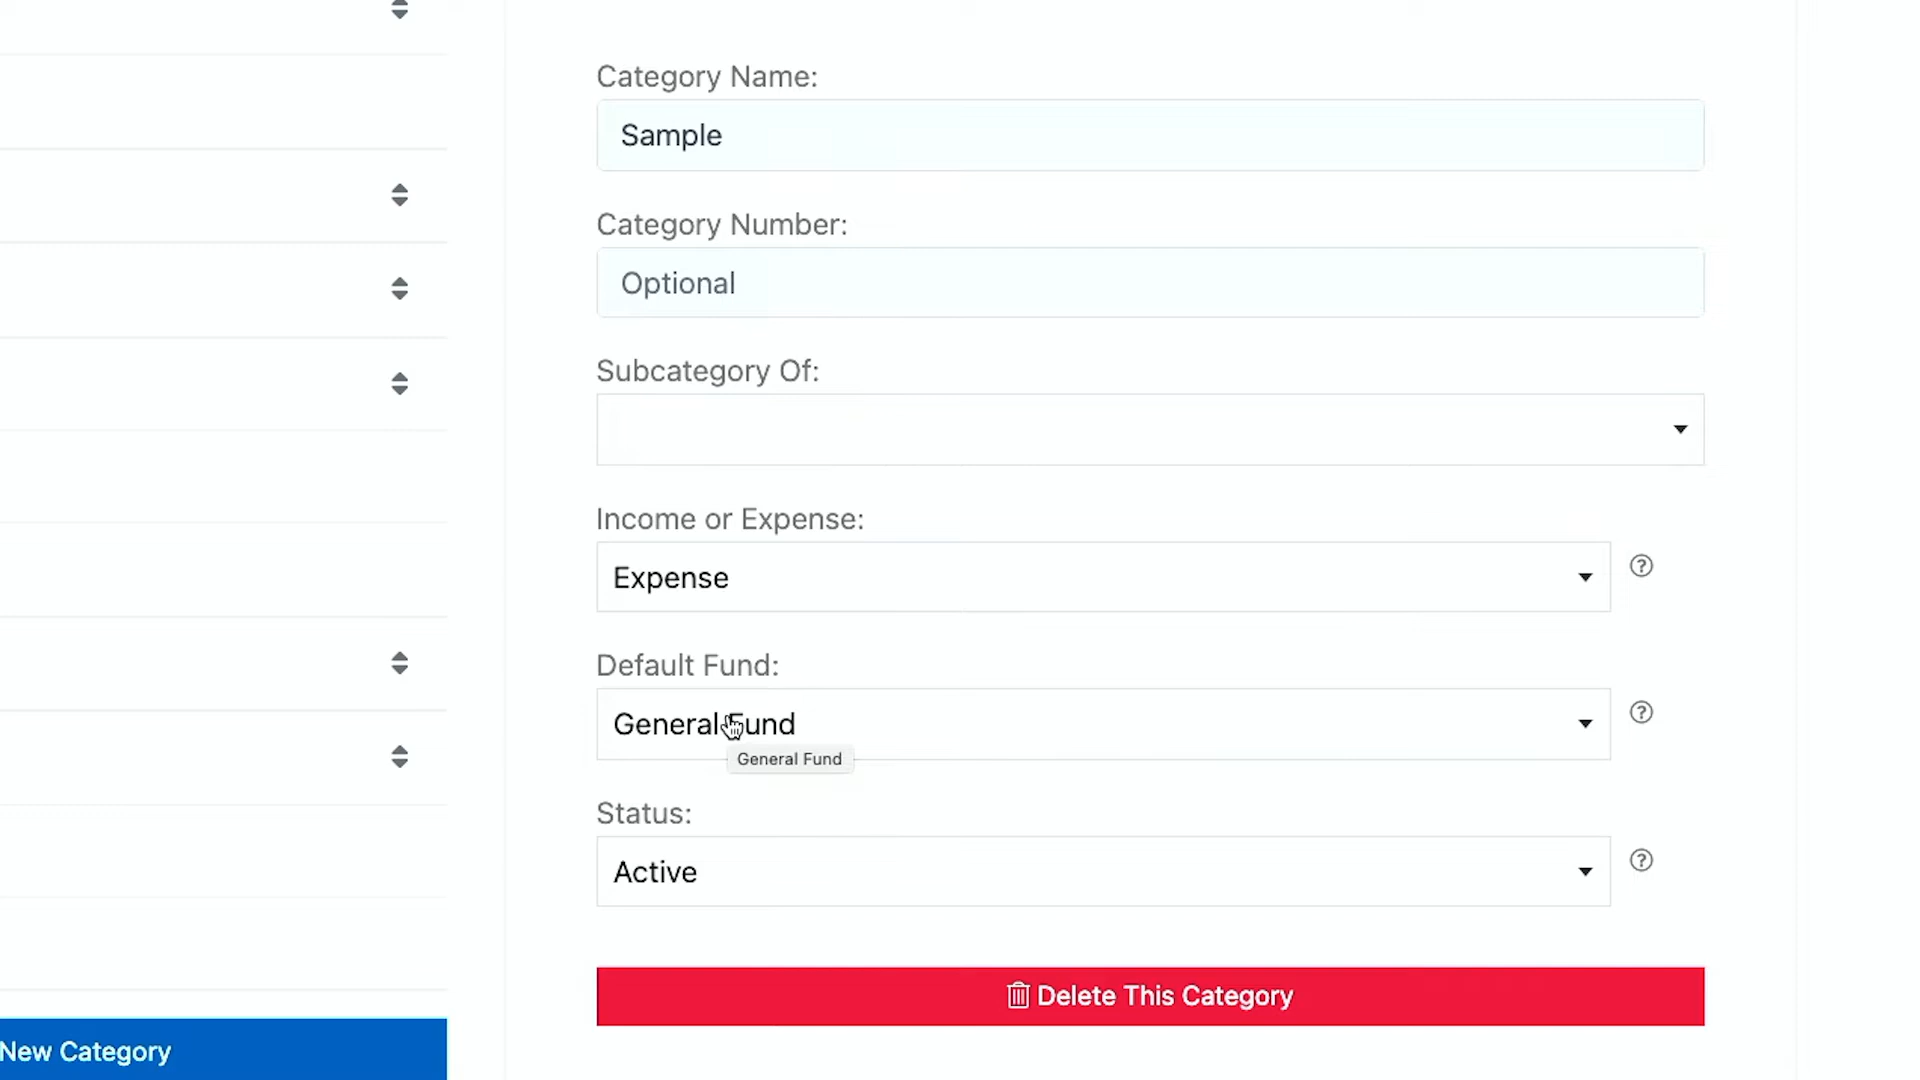 Category Name:
Sample
Category Number:
Optional
Subcategory Of:
Income or Expense:
Expense
Default Fund:
General Fund
General Fund
Status:
Active
Delete This Category
New Category